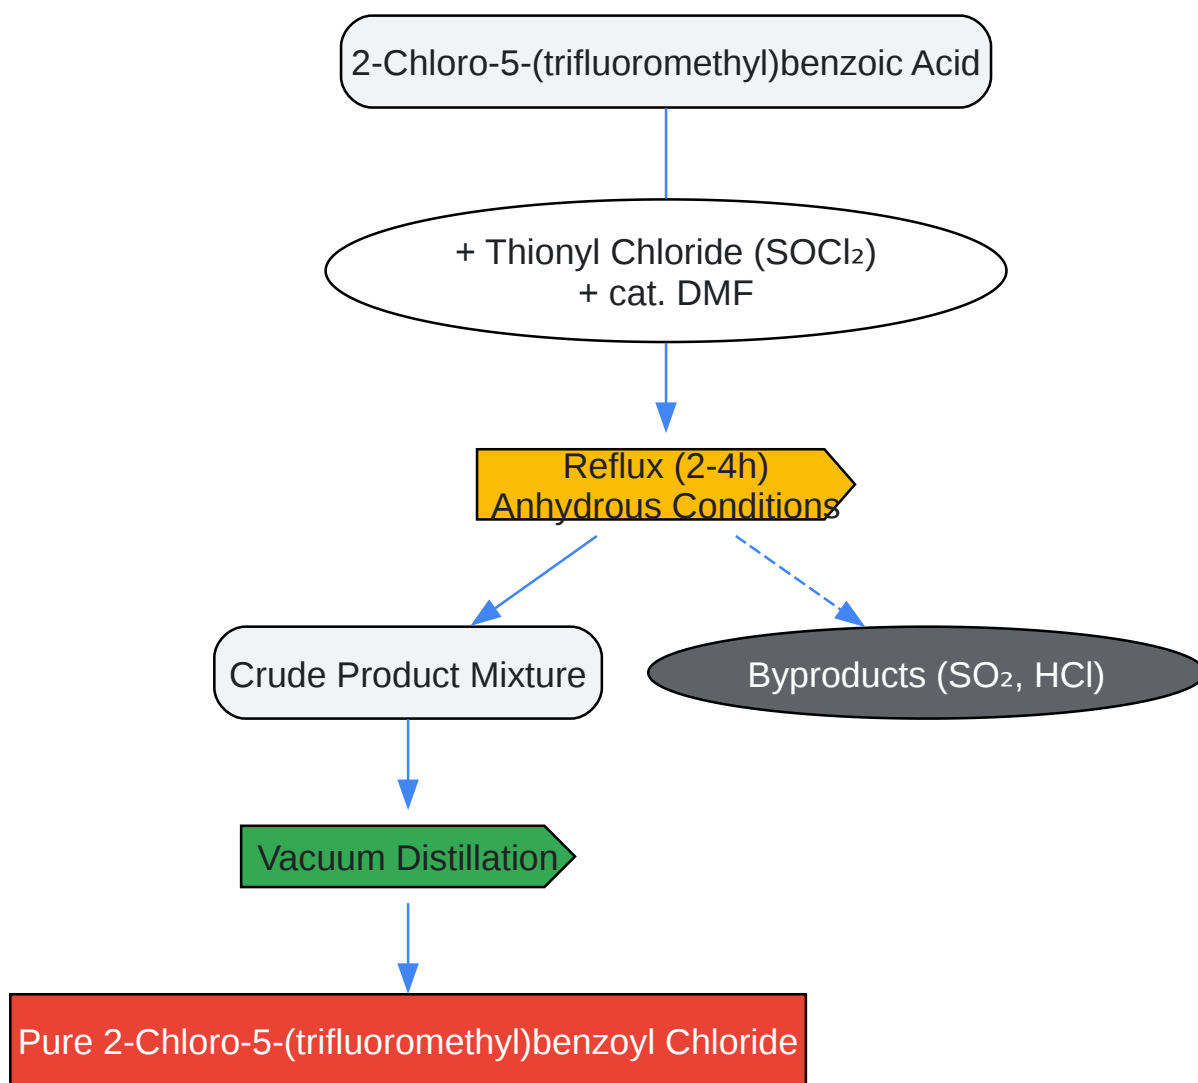 2-Chloro-5-(trifluoromethyl)benzoic Acid
+ Thionyl Chloride (SOCl₂)
+ cat. DMF
Reflux (2-4h)
Anhydrous Conditions
Crude Product Mixture
Byproducts (SO₂, HCl)
Vacuum Distillation
Pure 2-Chloro-5-(trifluoromethyl)benzoyl Chloride